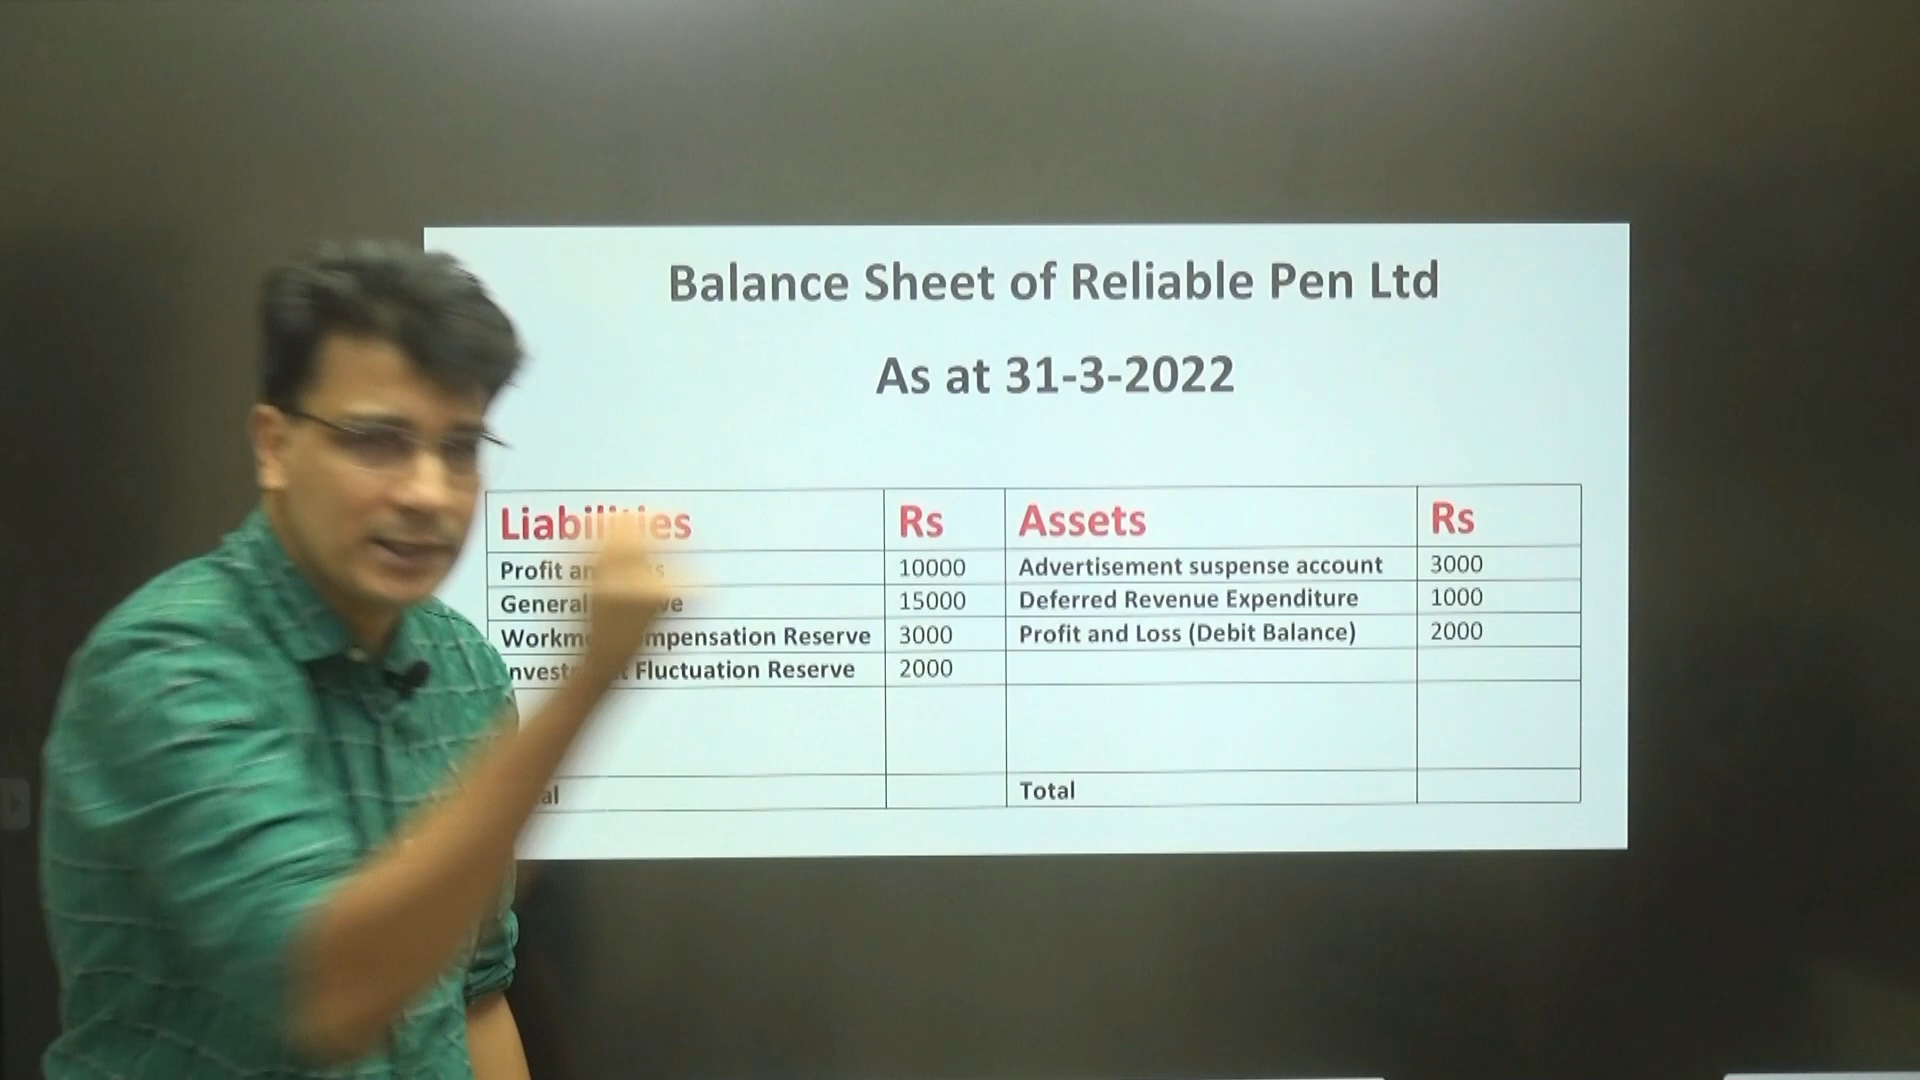 Balance Sheet of Reliable Pen Ltd
As at 31-3-2022
Liabilities Rs Assets Rs
Profit 10000 Advertisement suspense account 3000
General 15000 Deferred Revenue Expenditure 1000
Reserve 3000 Profit and Loss (Debit Balance) 2000
Fluctuation Reserve 2000
Total